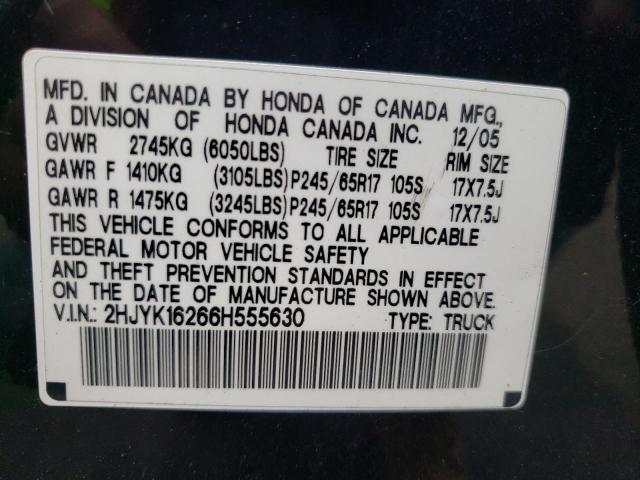 MFD. IN CANADA BY HONDA OF CANADA MFG.,
A DIVISION OF HONDA CANADA INC. 12/05
GVWR 2745KG (6050LBS) TIRE SIZE RIM SIZE
GAWR F 1410KG (3105LBS) P245/65R17 105S 17X7.5J
GAWR R 1475KG (3245LBS) P245/65R17 105S 17X7.5J
THIS VEHICLE CONFORMS TO ALL APPLICABLE
FEDERAL MOTOR VEHICLE SAFETY
AND THEFT PREVENTION STANDARDS IN EFFECT
ON THE DATE OF MANUFACTURE SHOWN ABOVE.
V.I.N.: 2HJYK16266H555630 TYPE: TRUCK